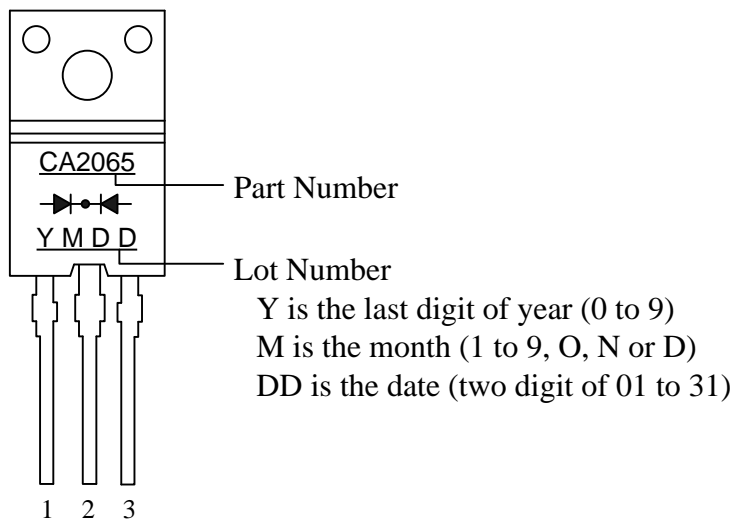 CA2065
Part Number
Y M D D
Lot Number
Y is the last digit of year (0 to 9)
M is the month (1 to 9, O, N or D)
DD is the date (two digit of 01 to 31)
1 2 3